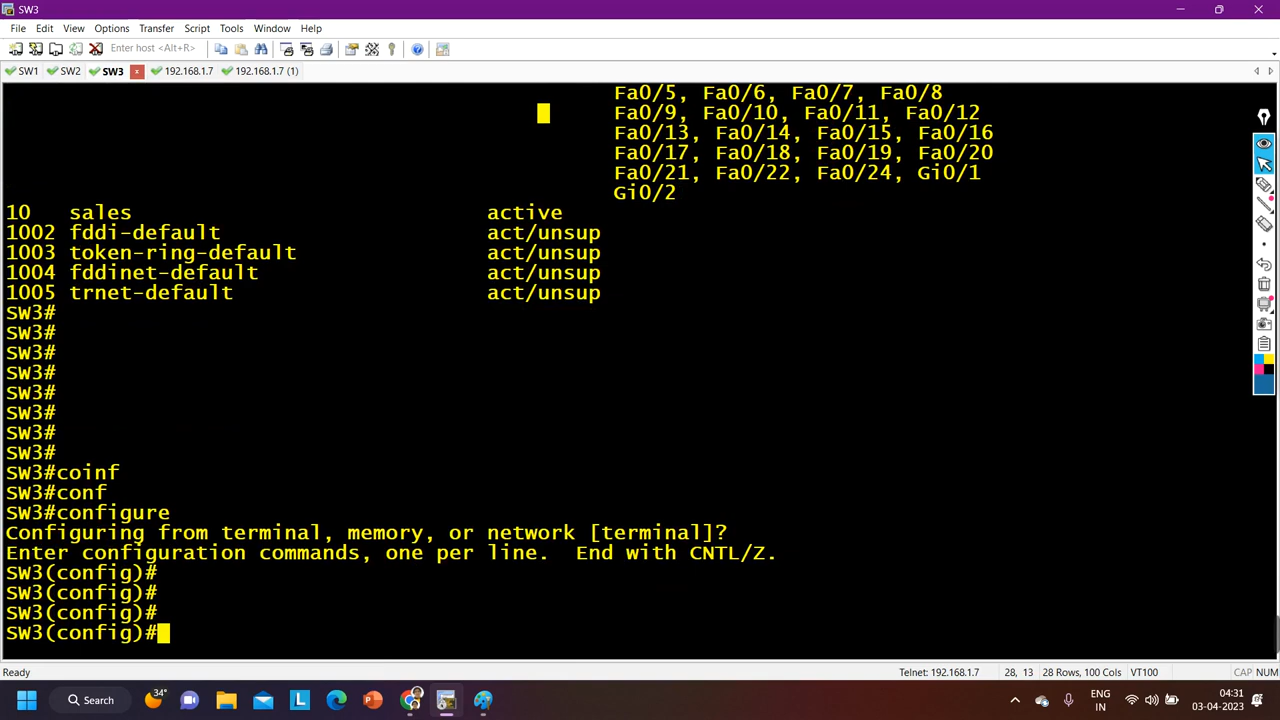 SW3
File Edit View Options Transfer Script Tools Window Help
Enter host <Alt+R>
SW1 SW2 SW3 x 192.168.1.7 192.168.1.7 (1)
Fa0/5, Fa0/6, Fa0/7, Fa0/8
Fa0/9, Fa0/10, Fa0/11, Fa0/12
Fa0/13, Fa0/14, Fa0/15, Fa0/16
Fa0/17, Fa0/18, Fa0/19, Fa0/20
Fa0/21, Fa0/22, Fa0/24, Gi0/1
Gi0/2
10 sales active
1002 fddi-default act/unsup
1003 token-ring-default act/unsup
1004 fddinet-default act/unsup
1005 trnet-default act/unsup
SW3#
SW3#
SW3#
SW3#
SW3#
SW3#
SW3#
SW3#
SW3#coinf
SW3#conf
SW3#configure
Configuring from terminal, memory, or network [terminal]?
Enter configuration commands, one per line. End with CNTL/Z.
SW3(config)#
SW3(config)#
SW3(config)#
SW3(config)#
Ready Telnet: 192.168.1.7 28, 13 28 Rows, 100 Cols VT100 CAP NUM
Search 34° L ENG 04:31
IN 03-04-2023